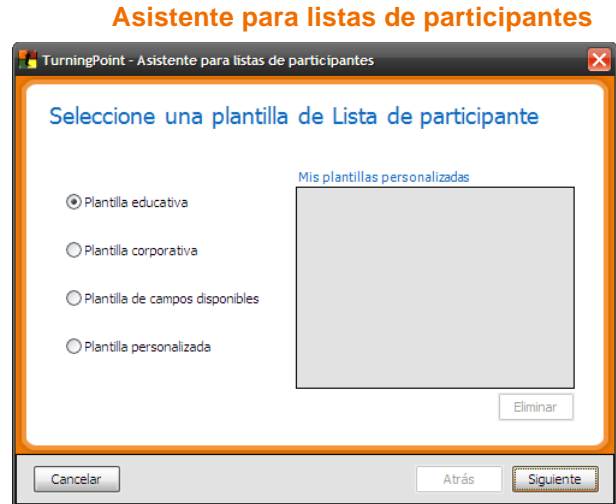 Asistente para listas de participantes
TurningPoint - Asistente para listas de participantes
Seleccione una plantilla de Lista de participante
Mis plantillas personalizadas
Plantilla educativa
Plantilla corporativa
Plantilla de campos disponibles
Plantilla personalizada
Eliminar
Cancelar
Atrás
Siguiente